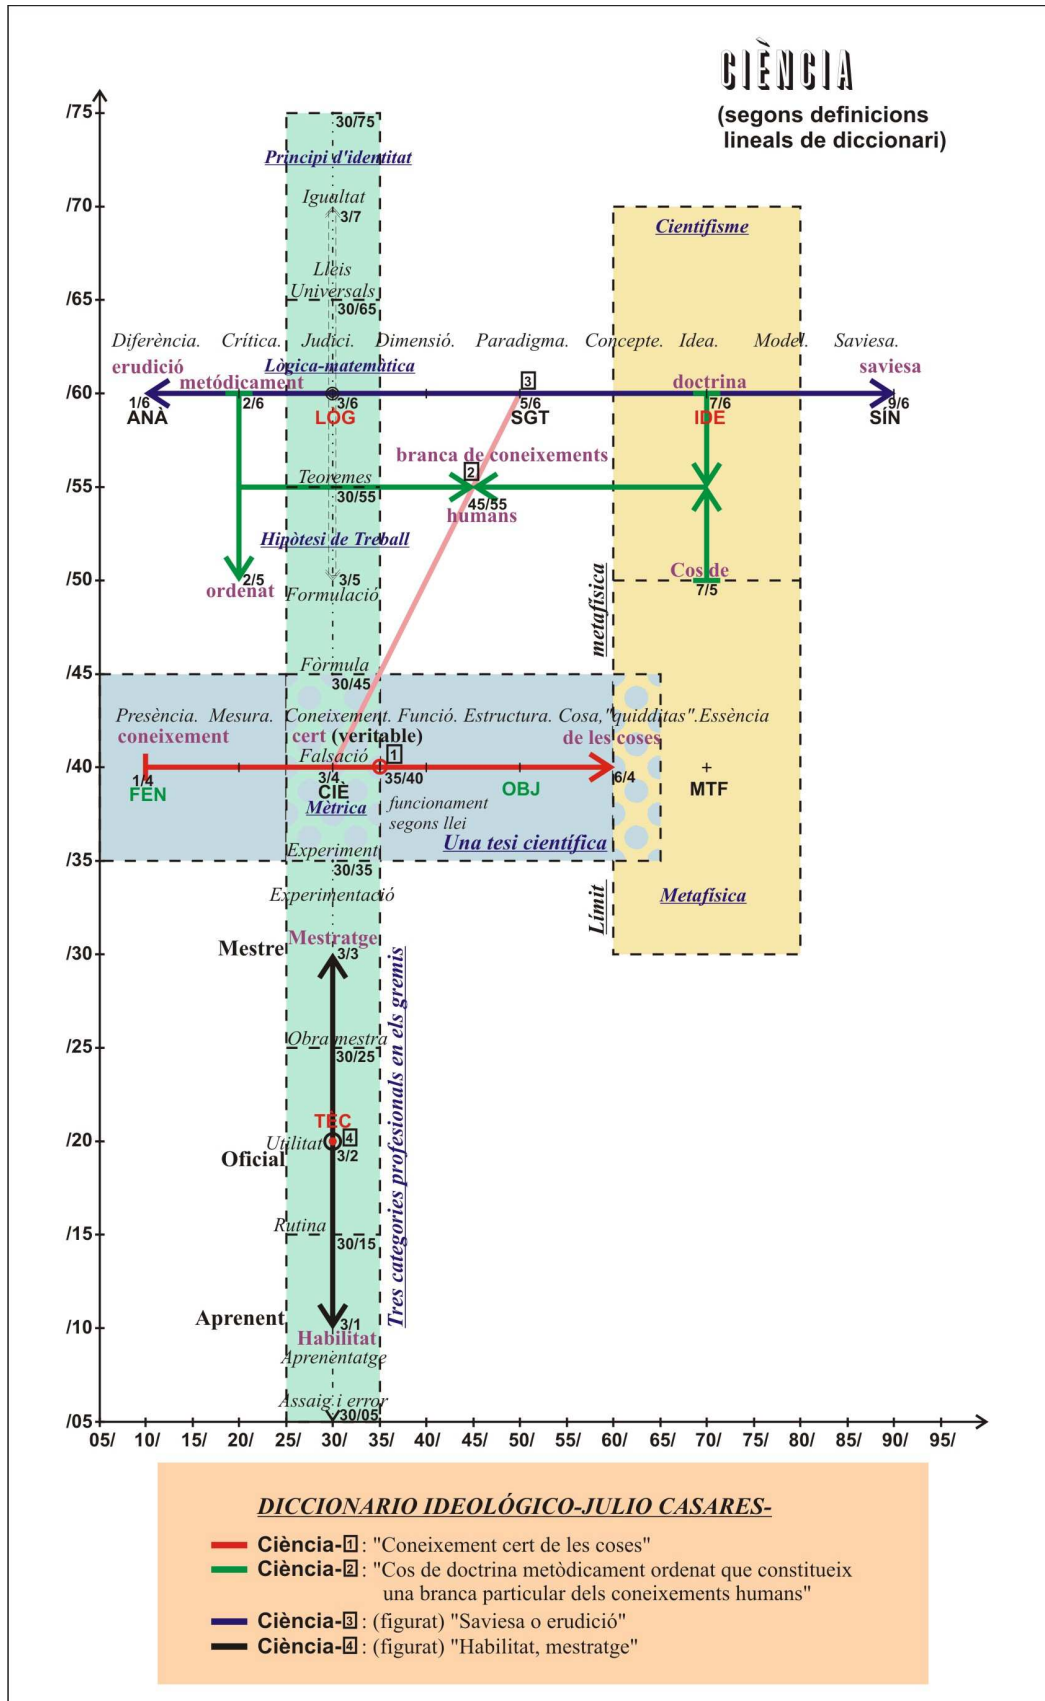 CIÈNCIA
(segons definicions
lineals de diccionari)
/75
30/75
Principi d'identitat
Igualtat
/70
3/7
Cientifisme
Lleis
Universals
/65
30/65
Diferència. Crítica. Judici. Dimensió. Paradigma. Concepte. Idea. Model. Saviesa.
erudició
Lògica-matemàtica
saviesa
metódicament
3
doctrina
/60
1/6
2/6
3/6
5/6
7/6
9/6
ANÀ
LÒG
SGT
IDE
SÍN
branca de coneixements
2
Teoremes
/55
30/55
45/55
humans
Hipòtesi de Treball
Cos de
/50
2/5
3/5
7/5
ordenat
Formulació
metafísica
Fòrmula
/45
30/45
Presència. Mesura. Coneixement. Funció. Estructura. Cosa,"quidditas".Essència
coneixement
cert (veritable)
de les coses
Falsació
1
/40
1/4
3/4
35/40
6/4
+
FEN
CIÈ
OBJ
MTF
Mètrica
funcionament
segons llei
Una tesi científica
Experiment
/35
30/35
Experimentació
Límit
Metafísica
Mestratge
Mestre
/30
3/3
Tres categories profesionals en els gremis
Obra mestra
/25
30/25
TÈC
4
Utilitat
/20
3/2
Oficial
Rutina
/15
30/15
Aprenent
/10
3/1
Habilitat
Aprenentatge
Assaig i error
/05
30/05
05/ 10/ 20/ 25/ 30/ 35/ 40/ 50/ 55/ 60/ 65/ 70/ 75/ 80/ 90/ 95/
DICCIONARIO IDEOLÓGICO-JULIO CASARES-
Ciència-1: "Coneixement cert de les coses"
Ciència-2: "Cos de doctrina metòdicament ordenat que constitueix
una branca particular dels coneixements humans"
Ciència-3: (figurat) "Saviesa o erudició"
Ciència-4: (figurat) "Habilitat, mestratge"